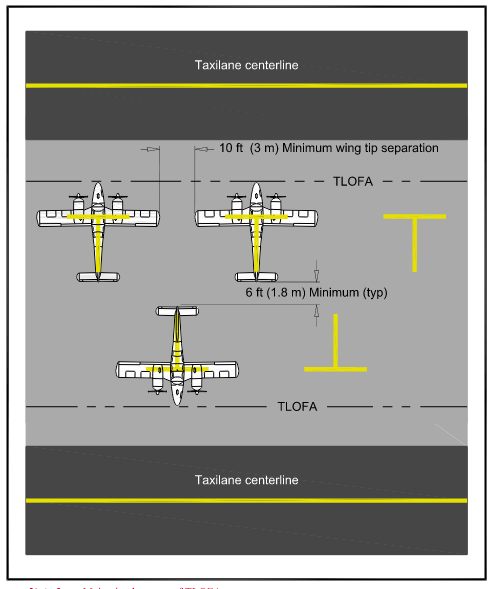 Taxilane centerline
10 ft (3 m) Minimum wing tip separation
TLOFA
6 ft (1.8 m) Minimum (typ)
TLOFA
Taxilane centerline